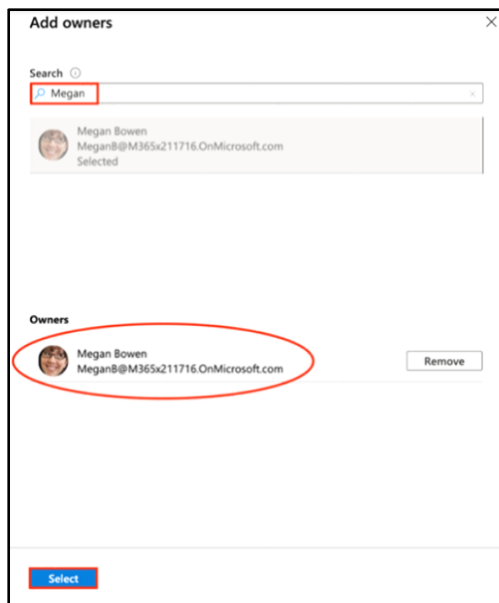 Add owners
Search
Megan
Megan Bowen
MeganB@M365x211716.OnMicrosoft.com
Selected
Owners
Megan Bowen
MeganB@M365x211716.OnMicrosoft.com
Remove
Select